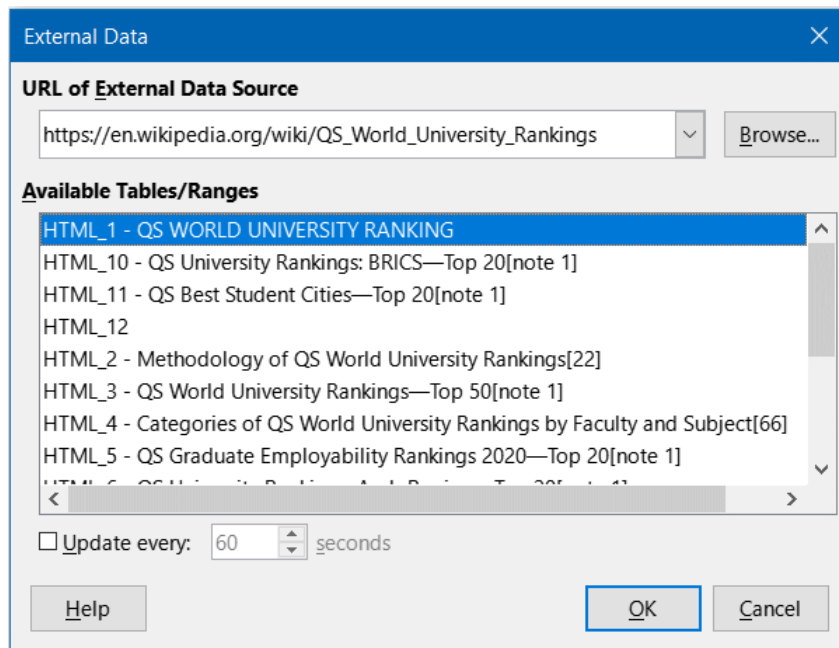 External Data
URL of External Data Source
https://en.wikipedia.org/wiki/QS_World_University_Rankings
Browse...
Available Tables/Ranges
HTML_1 - QS WORLD UNIVERSITY RANKING
HTML_10 - QS University Rankings: BRICS—Top 20[note 1]
HTML_11 - QS Best Student Cities—Top 20[note 1]
HTML_12
HTML_2 - Methodology of QS World University Rankings[22]
HTML_3 - QS World University Rankings—Top 50[note 1]
HTML_4 - Categories of QS World University Rankings by Faculty and Subject[66]
HTML_5 - QS Graduate Employability Rankings 2020—Top 20[note 1]
Update every: 60 seconds
Help
OK
Cancel